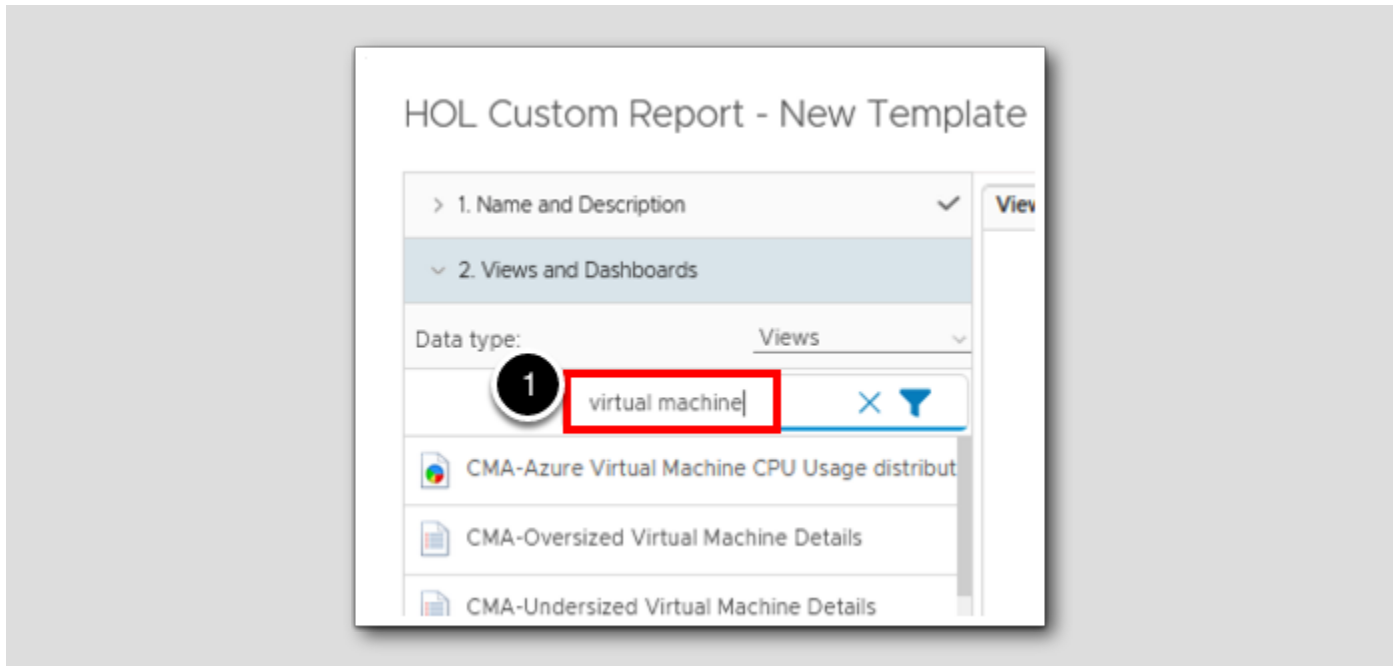 HOL Custom Report - New Template
> 1. Name and Description
View
2. Views and Dashboards
Data type: Views
1
virtual machine
CMA-Azure Virtual Machine CPU Usage distribut
CMA-Oversized Virtual Machine Details
CMA-Undersized Virtual Machine Details